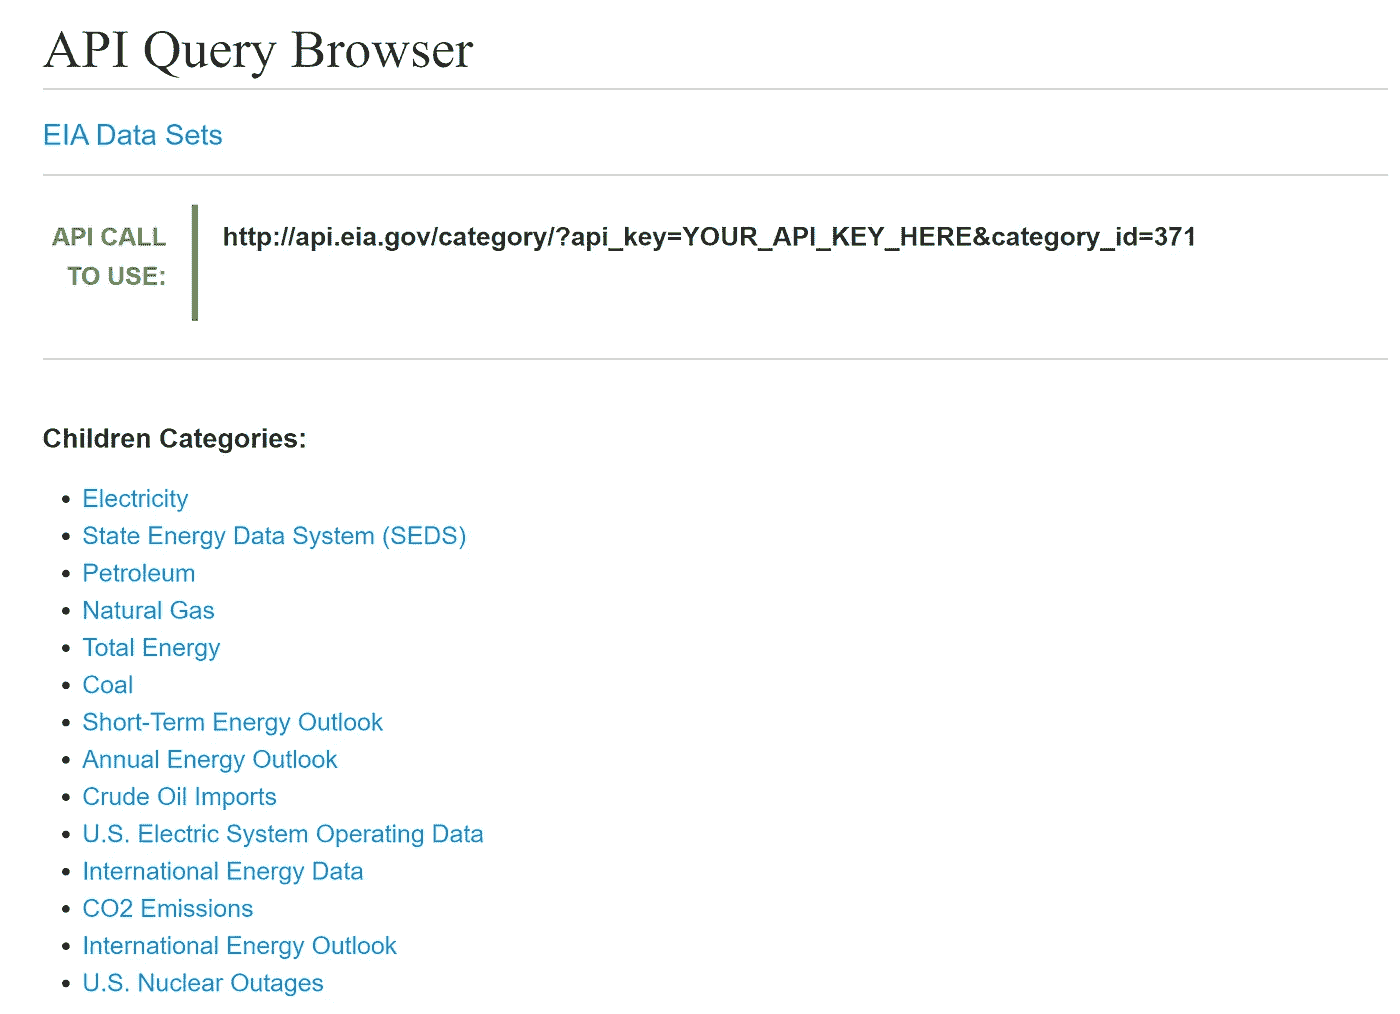 API Query Browser
EIA Data Sets
API CALL
TO USE:
http://api.eia.gov/category/?api_key=YOUR_API_KEY_HERE&category_id=371
Children Categories:
Electricity
State Energy Data System (SEDS)
Petroleum
Natural Gas
Total Energy
Coal
Short-Term Energy Outlook
Annual Energy Outlook
Crude Oil Imports
U.S. Electric System Operating Data
International Energy Data
CO2 Emissions
International Energy Outlook
U.S. Nuclear Outages